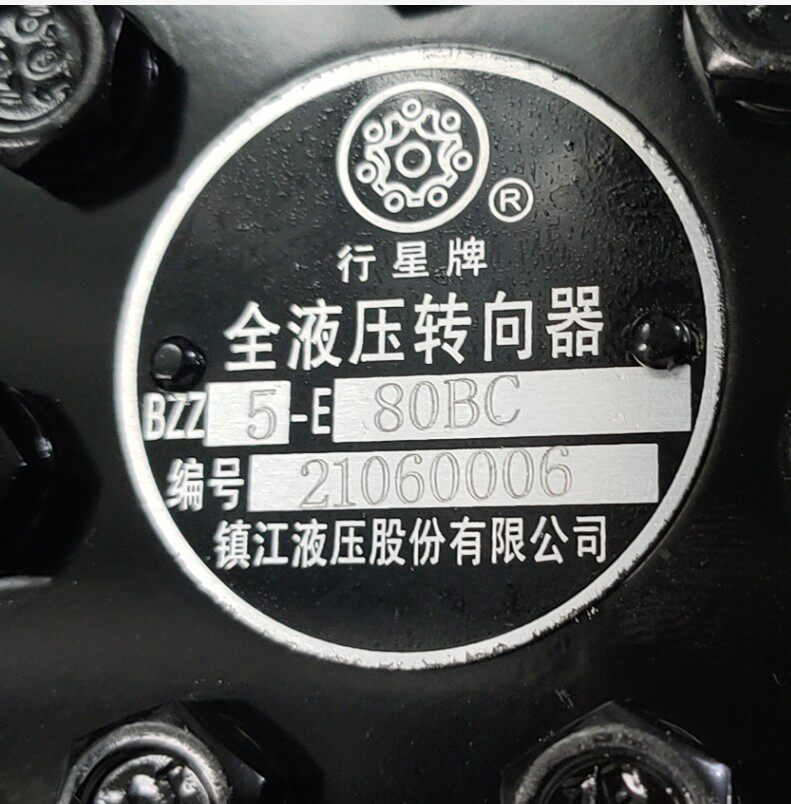 ®
行星牌
全液压转向器
BZZ 5-E 80BC
编号 21060006
镇江液压股份有限公司